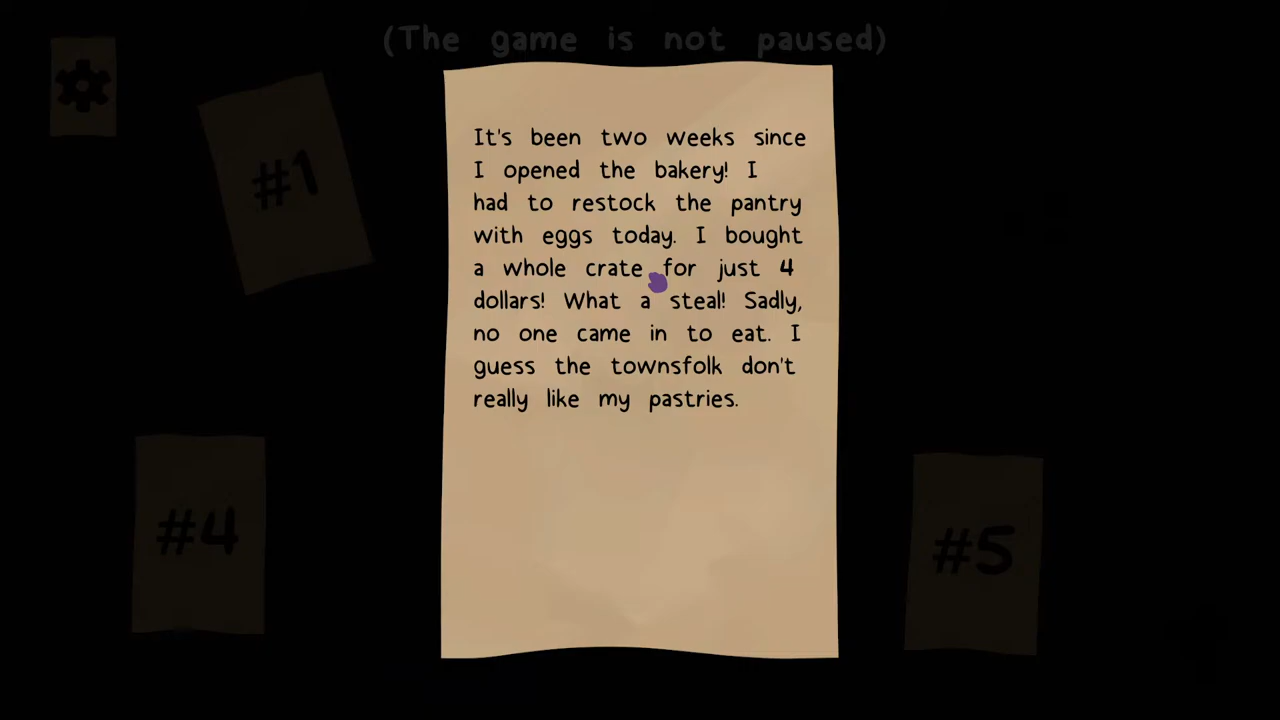 (The game is not paused)
#1
It's been two weeks since
I opened the bakery! I
had to restock the pantry
with eggs today. I bought
a whole crate for just 4
dollars! What a steal! Sadly,
no one came in to eat. I
guess the townsfolk don't
really like my pastries.
#4
#5